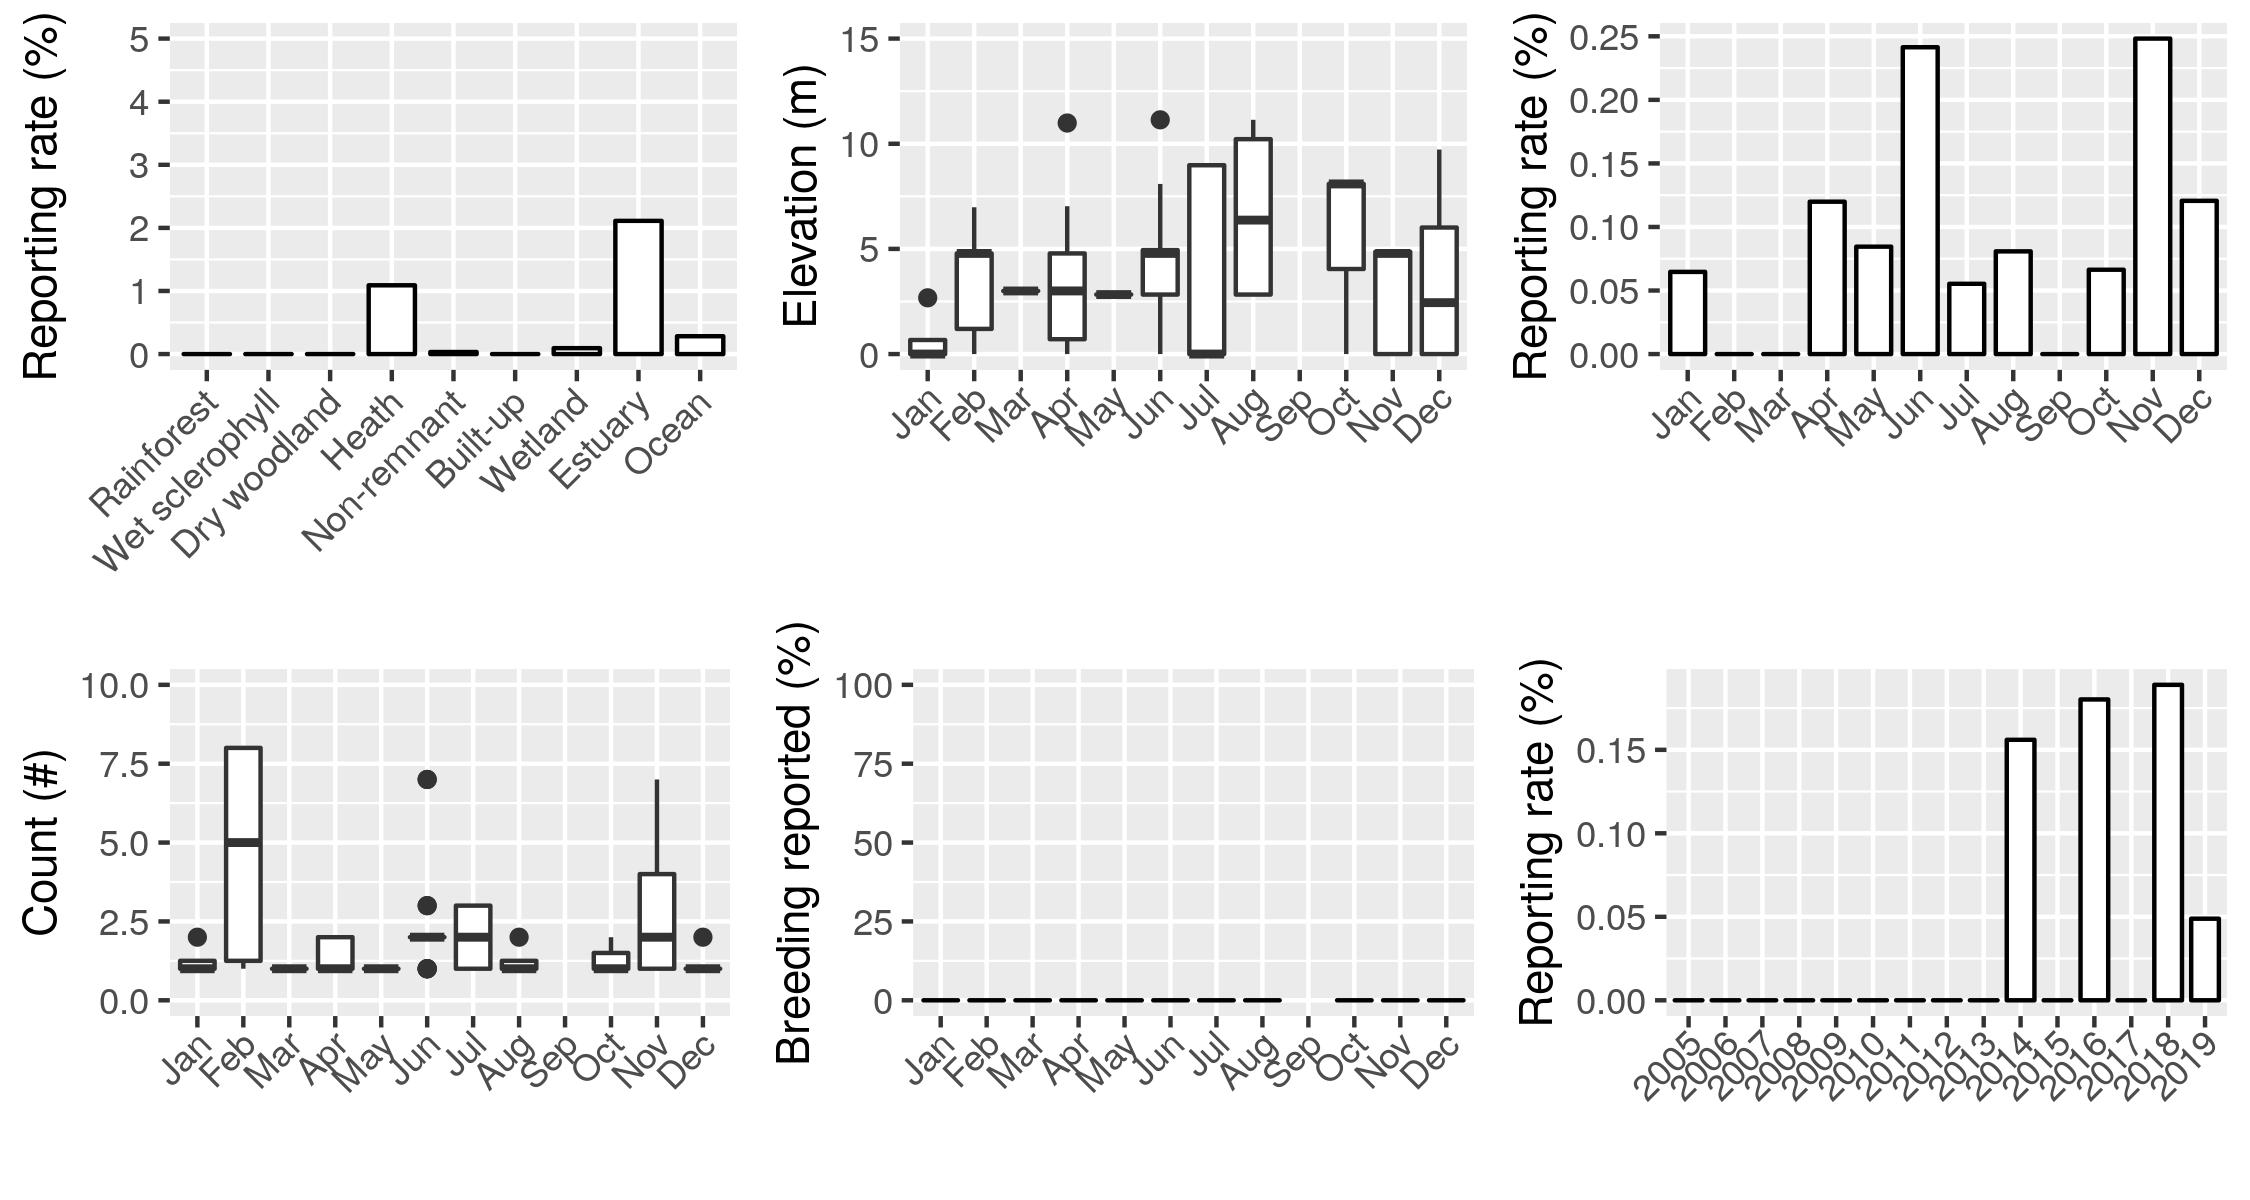 Reporting rate (%)
5
4
3
2
1
0
Rainforest
Wet sclerophyll
Dry woodland
Heath
Non-remnant
Built-up
Wetland
Estuary
Ocean
Elevation (m)
15
10
5
0
Jan
Feb
Mar
Apr
May
Jun
Jul
Aug
Sep
Oct
Nov
Dec
Reporting rate (%)
0.25
0.20
0.15
0.10
0.05
0.00
Jan
Feb
Mar
Apr
May
Jun
Jul
Aug
Sep
Oct
Nov
Dec
Count (#)
10.0
7.5
5.0
2.5
0.0
Jan
Feb
Mar
Apr
May
Jun
Jul
Aug
Sep
Oct
Nov
Dec
Breeding reported (%)
100
75
50
25
0
Jan
Feb
Mar
Apr
May
Jun
Jul
Aug
Sep
Oct
Nov
Dec
Reporting rate (%)
0.15
0.10
0.05
0.00
2005
2006
2007
2008
2009
2010
2011
2012
2013
2014
2015
2016
2017
2018
2019